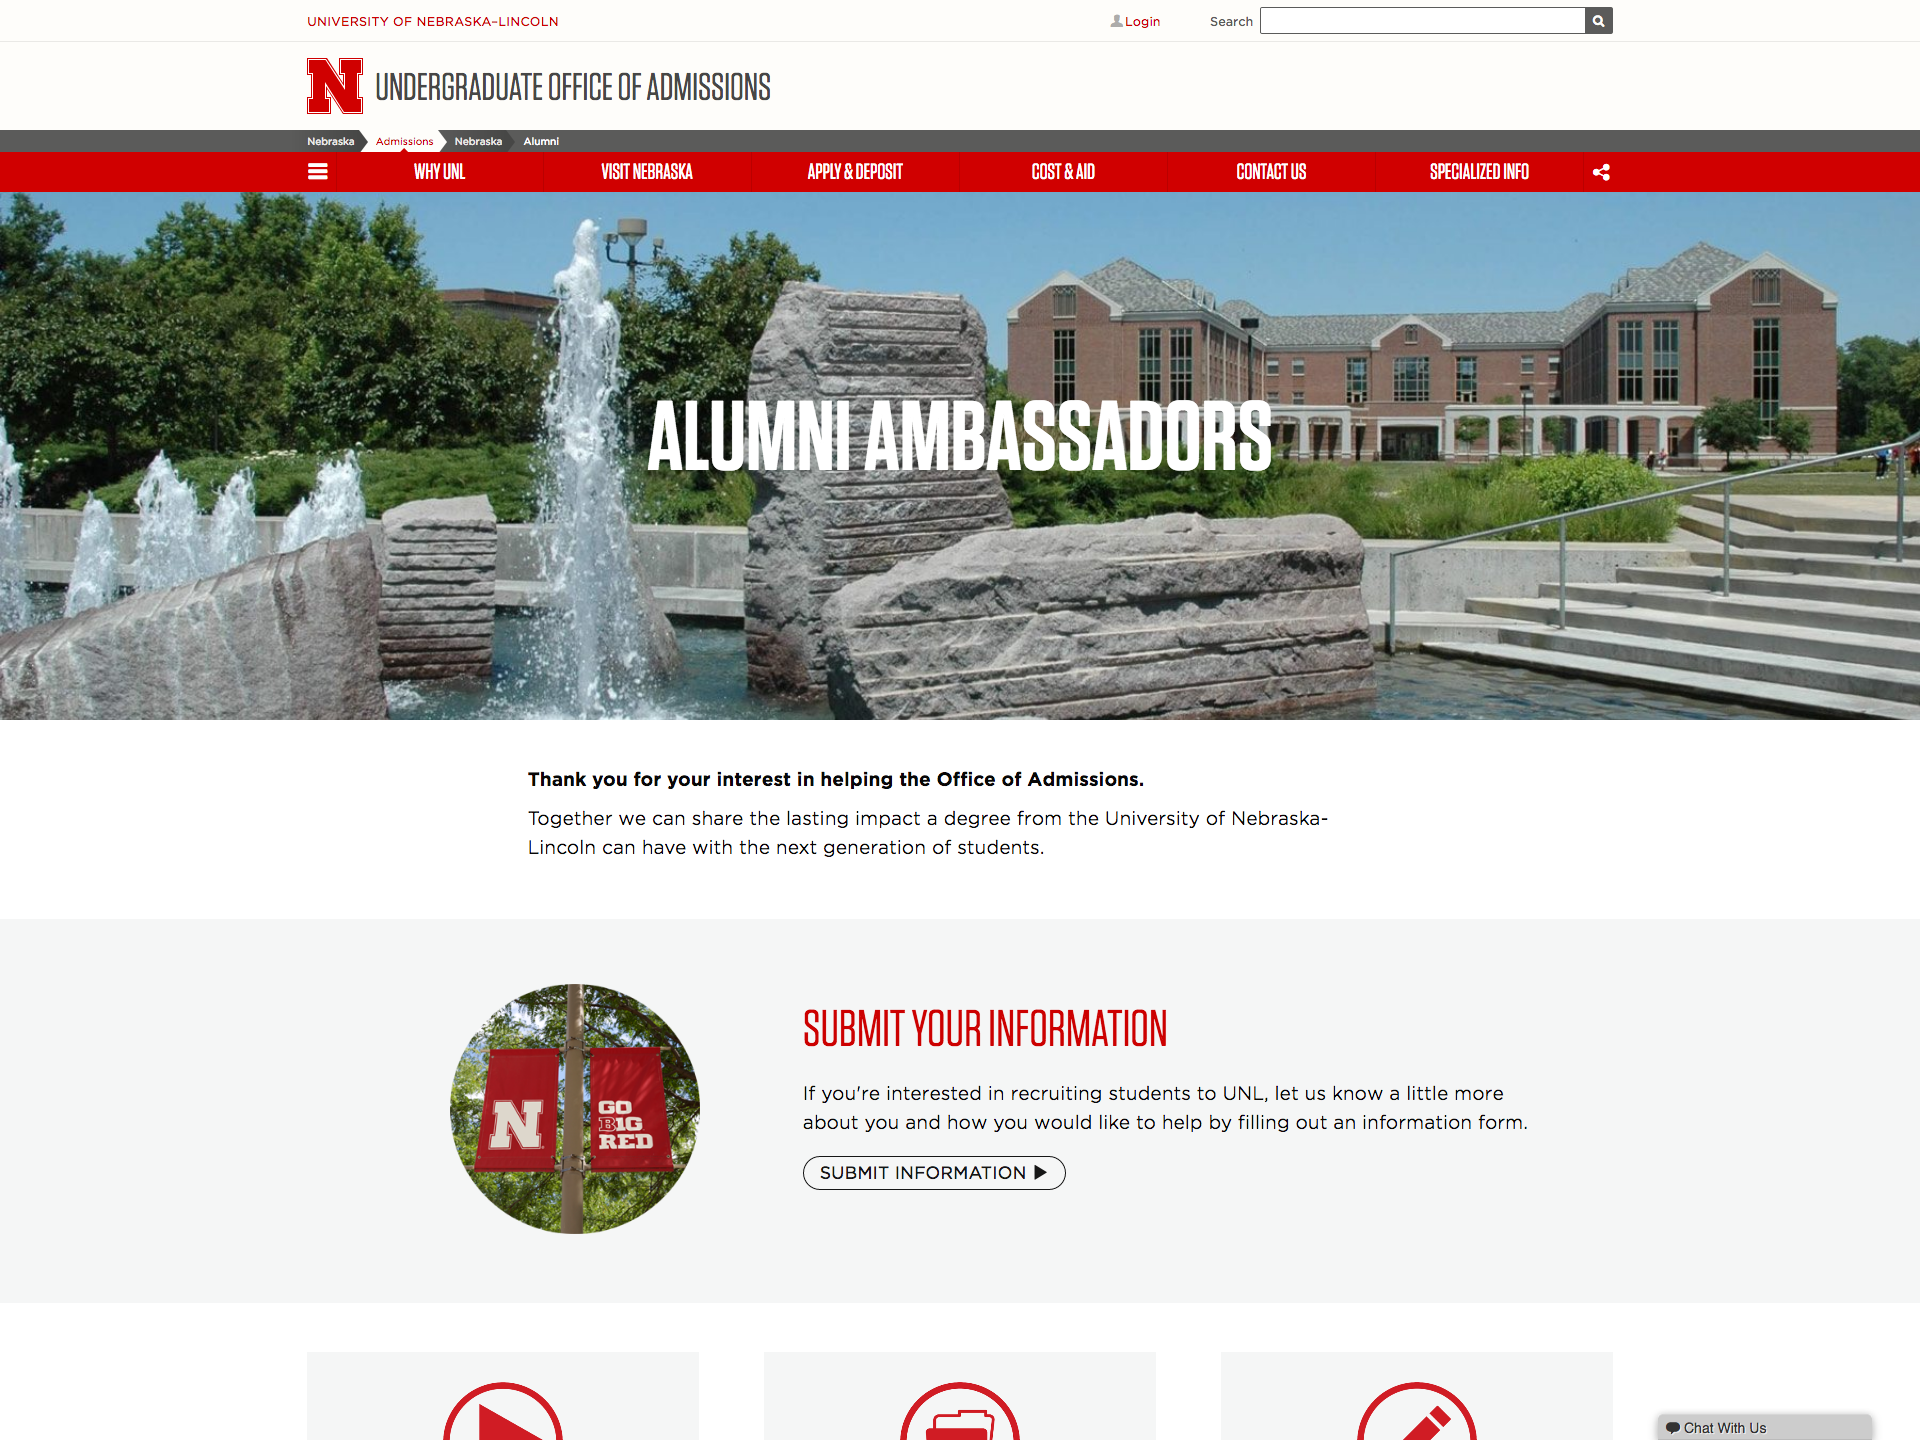 UNIVERSITY OF NEBRASKA–LINCOLN
Login
Search
N UNDERGRADUATE OFFICE OF ADMISSIONS
Nebraska Admissions Nebraska Alumni
WHY UNL VISIT NEBRASKA APPLY & DEPOSIT COST & AID CONTACT US SPECIALIZED INFO
ALUMNI AMBASSADORS
Thank you for your interest in helping the Office of Admissions.
Together we can share the lasting impact a degree from the University of Nebraska-
Lincoln can have with the next generation of students.
N
GO
BIG
RED
SUBMIT YOUR INFORMATION
If you're interested in recruiting students to UNL, let us know a little more
about you and how you would like to help by filling out an information form.
SUBMIT INFORMATION
Chat With Us